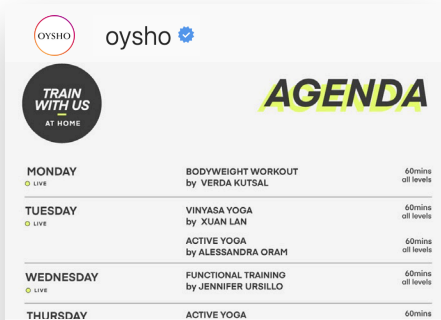 OYSHO
oysho
TRAIN
WITH US
AT HOME
AGENDA
MONDAY
LIVE
BODYWEIGHT WORKOUT
by VERDA KUTSAL
60mins
all levels
TUESDAY
LIVE
VINYASA YOGA
by XUAN LAN
60mins
all levels
ACTIVE YOGA
by ALESSANDRA ORAM
60mins
all levels
WEDNESDAY
LIVE
FUNCTIONAL TRAINING
by JENNIFER URSILLO
60mins
all levels
THURSDAY
ACTIVE YOGA
60mins